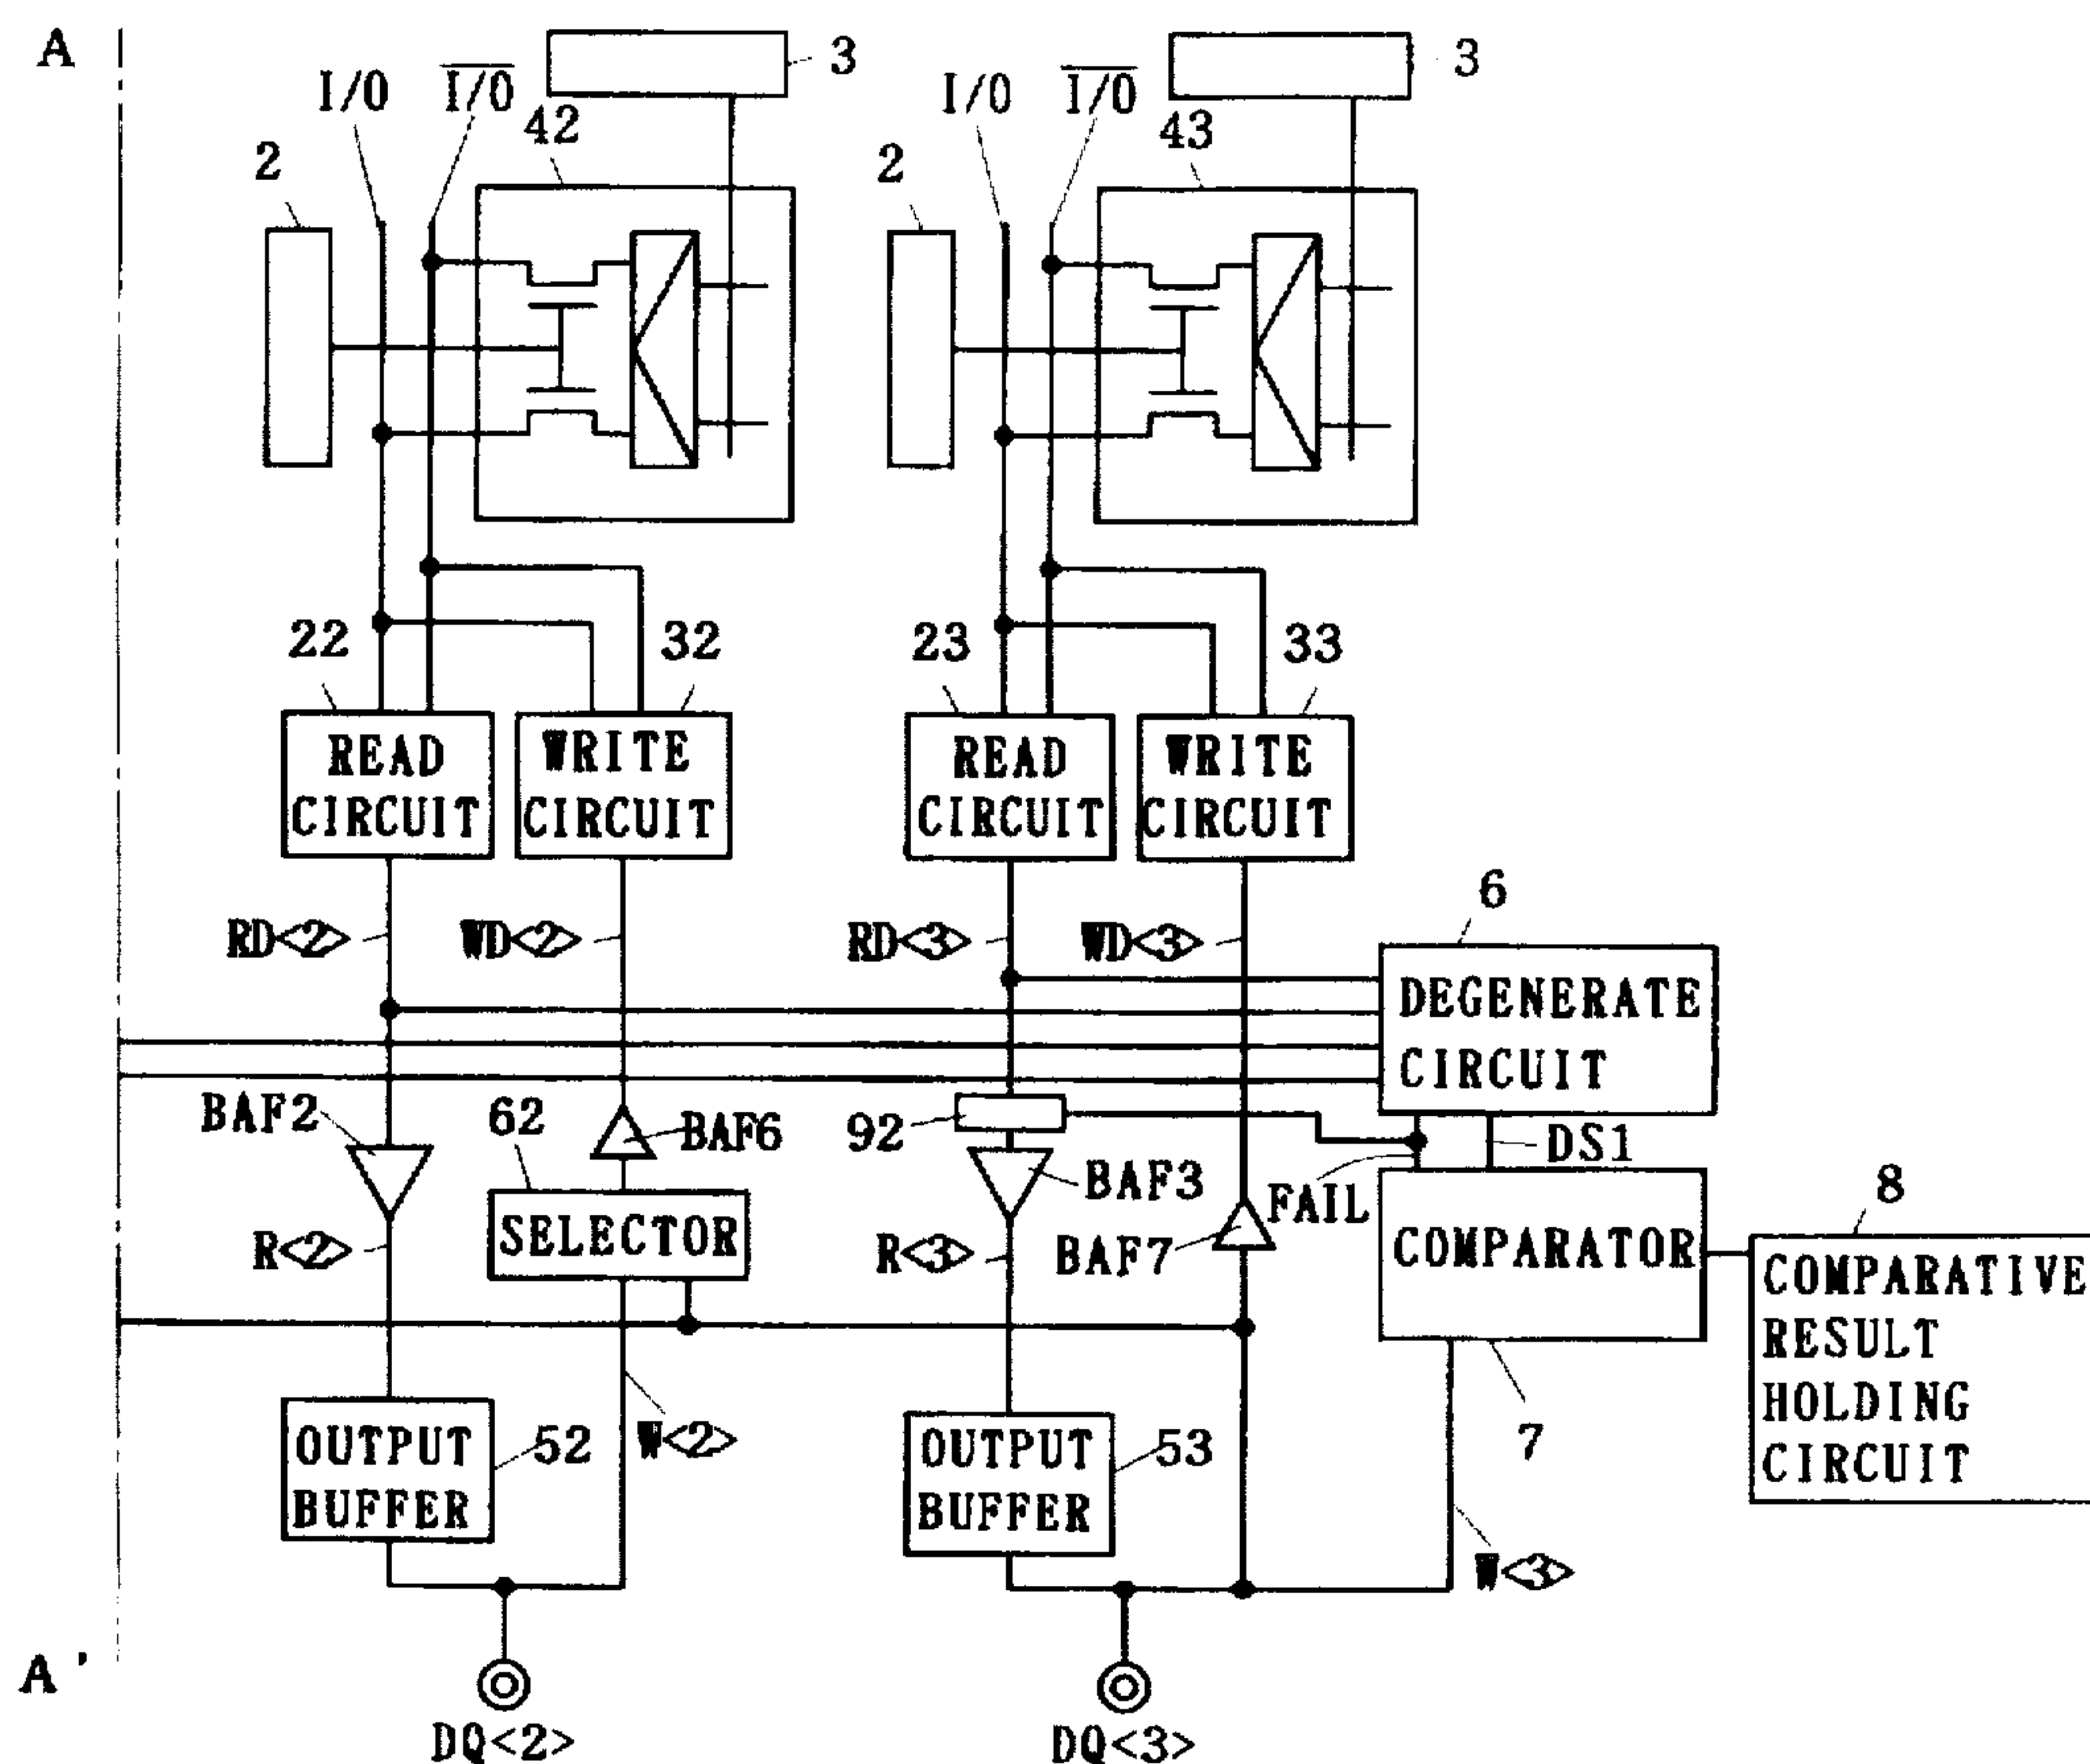 A
I/O
I/O
3
I/O
I/O
3
42
43
2
2
22
32
23
33
READ
CIRCUIT
WRITE
CIRCUIT
READ
CIRCUIT
WRITE
CIRCUIT
6
RD<2>
WD<2>
RD<3>
WD<3>
DEGENERATE
CIRCUIT
BAF2
62
BAF6
92
DS1
BAF3
FAIL
8
SELECTOR
COMPARATOR
R<2>
R<3>
BAF7
COMPARATIVE
RESULT
HOLDING
CIRCUIT
OUTPUT
BUFFER
52
W<2>
OUTPUT
BUFFER
53
7
W<3>
A'
DQ<2>
DQ<3>